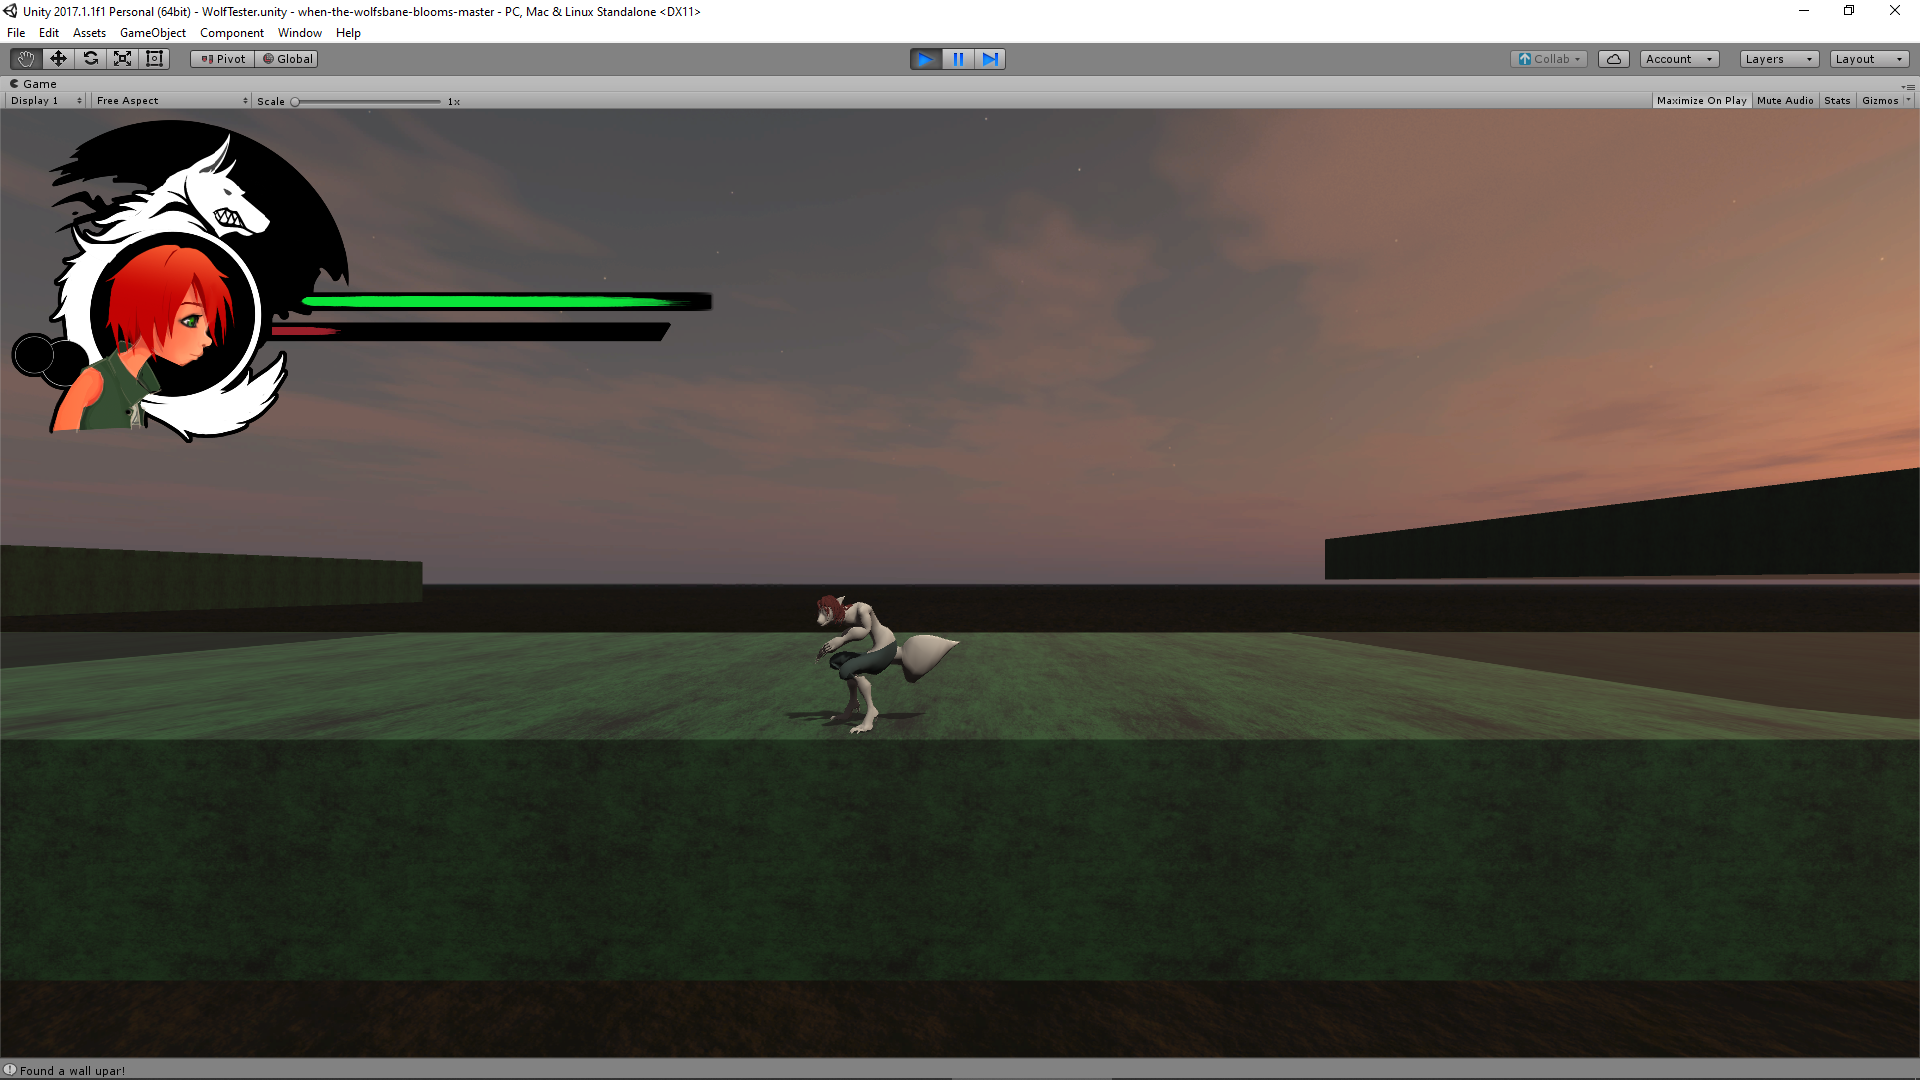 Unity 2017.1.1f1 Personal (64bit) - WolfTester.unity - when-the-wolfsbane-blooms-master - PC, Mac & Linux Standalone <DX11>
File Edit Assets GameObject Component Window Help
Pivot Global Collab Account Layers Layout
Game
Display 1 Free Aspect Scale 1x Maximize On Play Mute Audio Stats Gizmos
Found a wall upar!